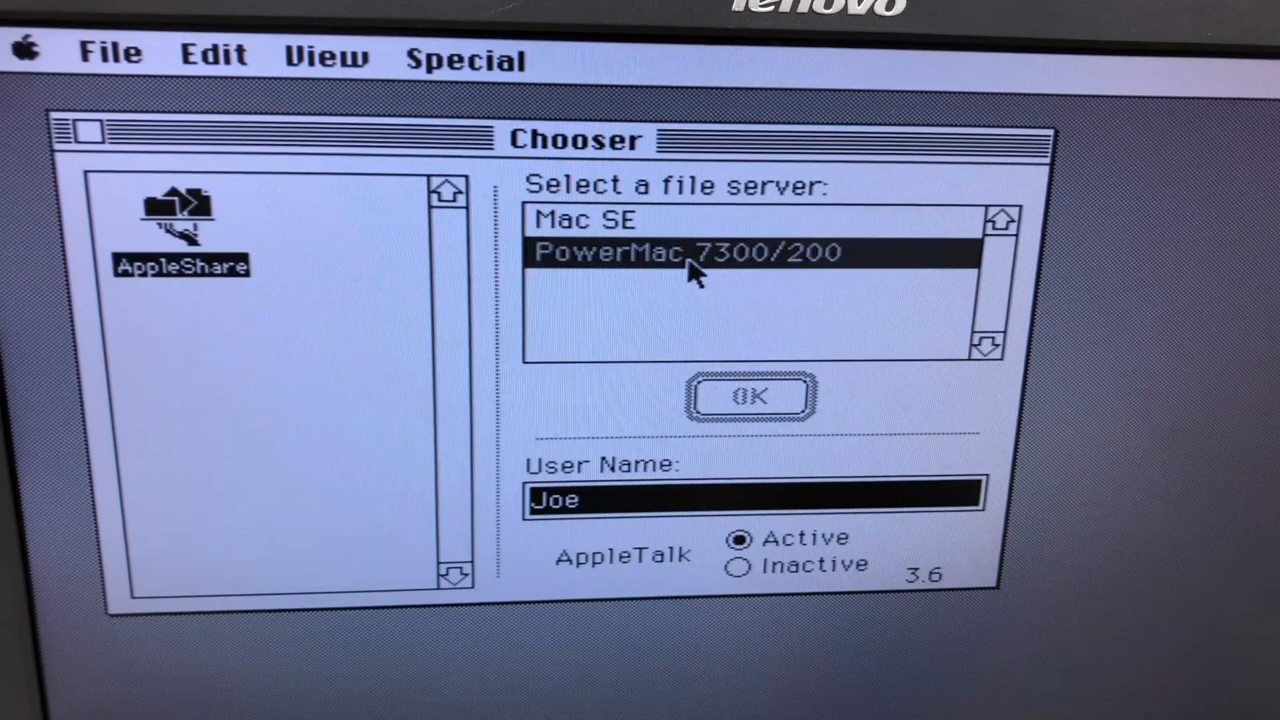 lenovo
File Edit View Special
Chooser
AppleShare
Select a file server:
Mac SE
PowerMac 7300/200
OK
User Name:
Joe
AppleTalk
Active
Inactive
3.6